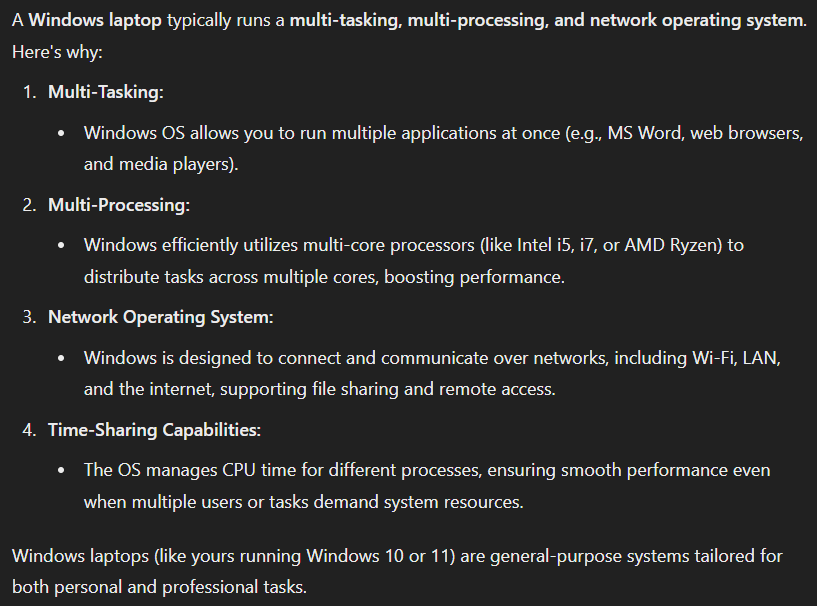 A Windows laptop typically runs a multi-tasking, multi-processing, and network operating system.
Here's why:
1. Multi-Tasking:
• Windows OS allows you to run multiple applications at once (e.g., MS Word, web browsers,
and media players).
2. Multi-Processing:
• Windows efficiently utilizes multi-core processors (like Intel i5, i7, or AMD Ryzen) to
distribute tasks across multiple cores, boosting performance.
3. Network Operating System:
• Windows is designed to connect and communicate over networks, including Wi-Fi, LAN,
and the internet, supporting file sharing and remote access.
4. Time-Sharing Capabilities:
• The OS manages CPU time for different processes, ensuring smooth performance even
when multiple users or tasks demand system resources.
Windows laptops (like yours running Windows 10 or 11) are general-purpose systems tailored for
both personal and professional tasks.